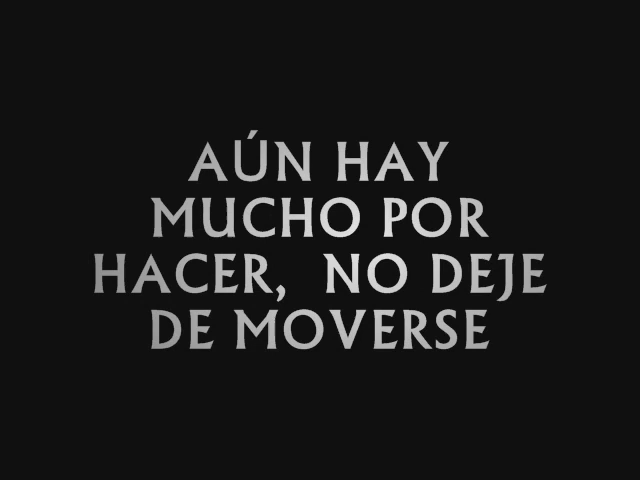 AÚN HAY
MUCHO POR
HACER,  NO DEJE
DE MOVERSE